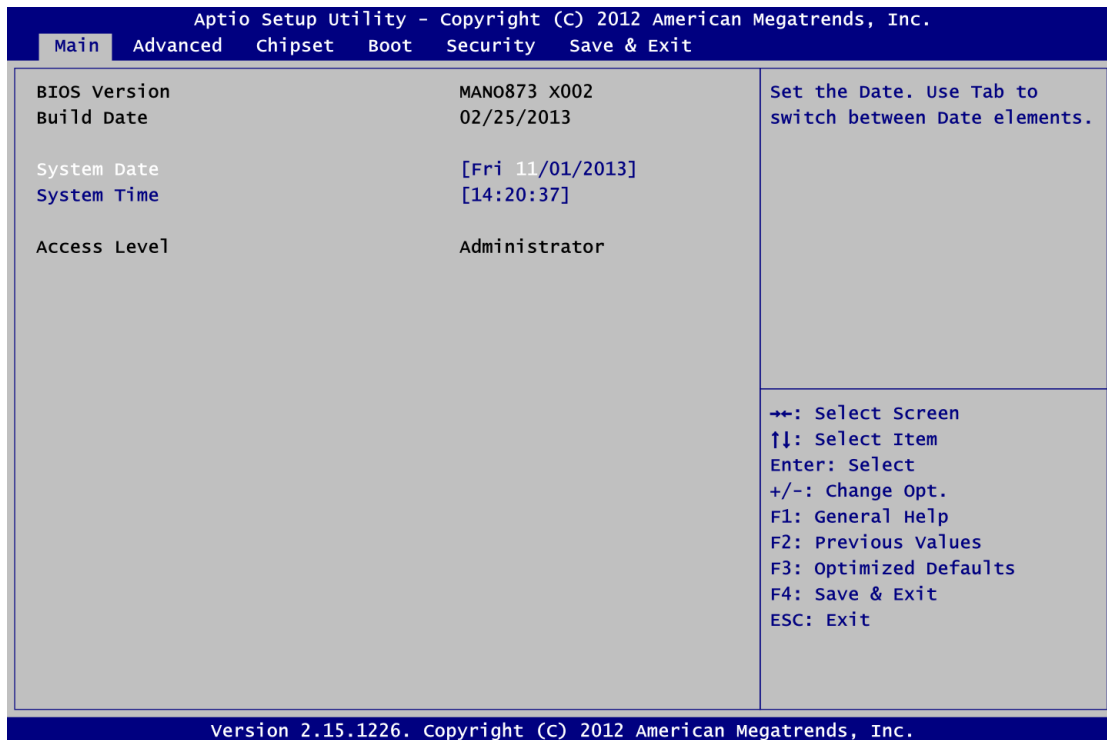 Aptio Setup Utility - Copyright (C) 2012 American Megatrends, Inc.
Main Advanced Chipset Boot Security Save & Exit
BIOS Version MANO873 X002
Build Date 02/25/2013
System Date [Fri 11/01/2013]
System Time [14:20:37]
Access Level Administrator
Set the Date. Use Tab to
switch between Date elements.
→←: Select Screen
↑↓: Select Item
Enter: Select
+/-: Change Opt.
F1: General Help
F2: Previous Values
F3: Optimized Defaults
F4: Save & Exit
ESC: Exit
Version 2.15.1226. Copyright (C) 2012 American Megatrends, Inc.